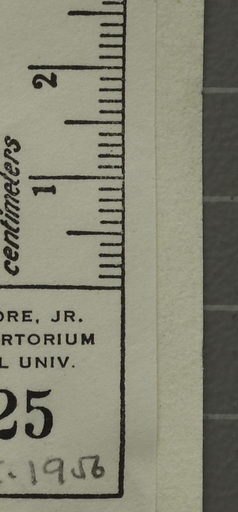 2
1
centimeters
ORE, JR.
RTORIUM
L UNIV.
25
. 1956